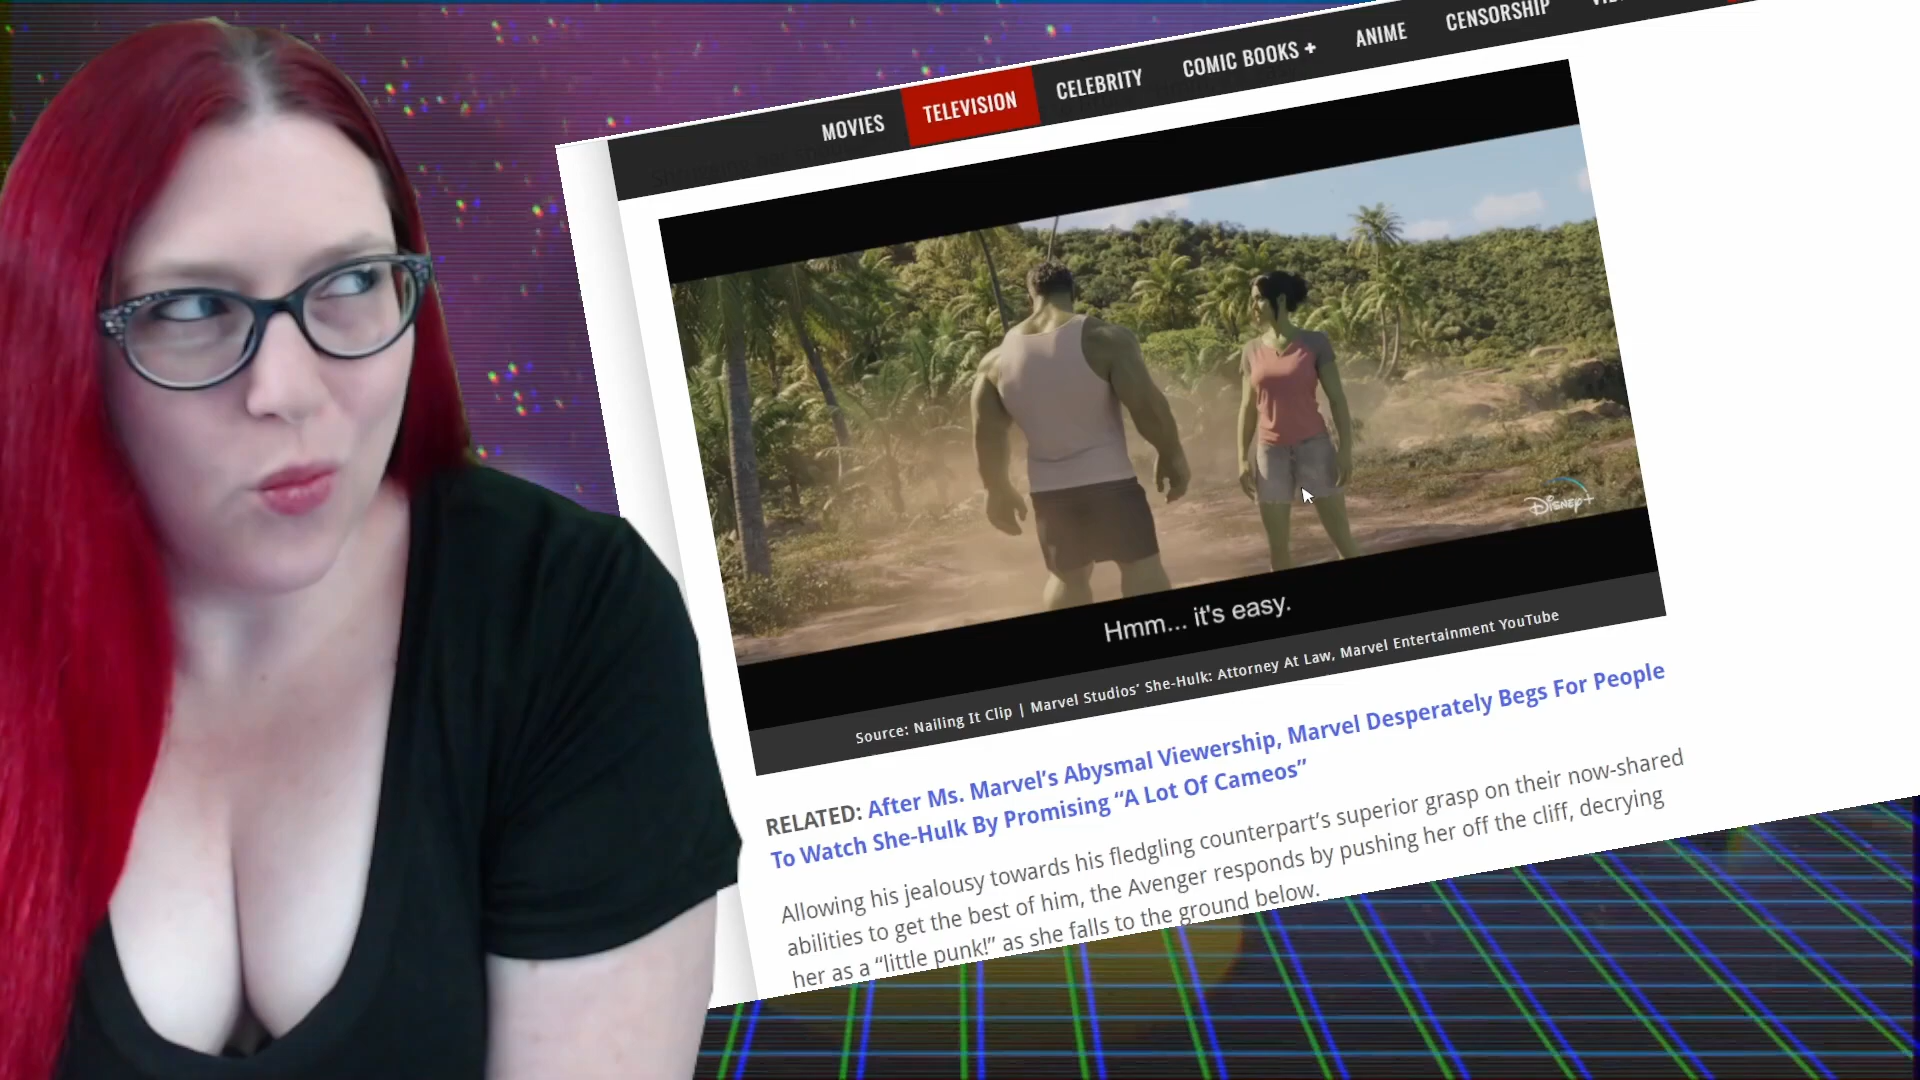 MOVIES TELEVISION CELEBRITY COMIC BOOKS + ANIME CENSORSHIP
Disney+
Hmm... it's easy.
Source: Nailing It Clip | Marvel Studios’ She-Hulk: Attorney At Law, Marvel Entertainment YouTube
RELATED: After Ms. Marvel’s Abysmal Viewership, Marvel Desperately Begs For People
To Watch She-Hulk By Promising “A Lot Of Cameos”
Allowing his jealousy towards his fledgling counterpart’s superior grasp on their now-shared
abilities to get the best of him, the Avenger responds by pushing her off the cliff, decrying
her as a “little punk!” as she falls to the ground below.